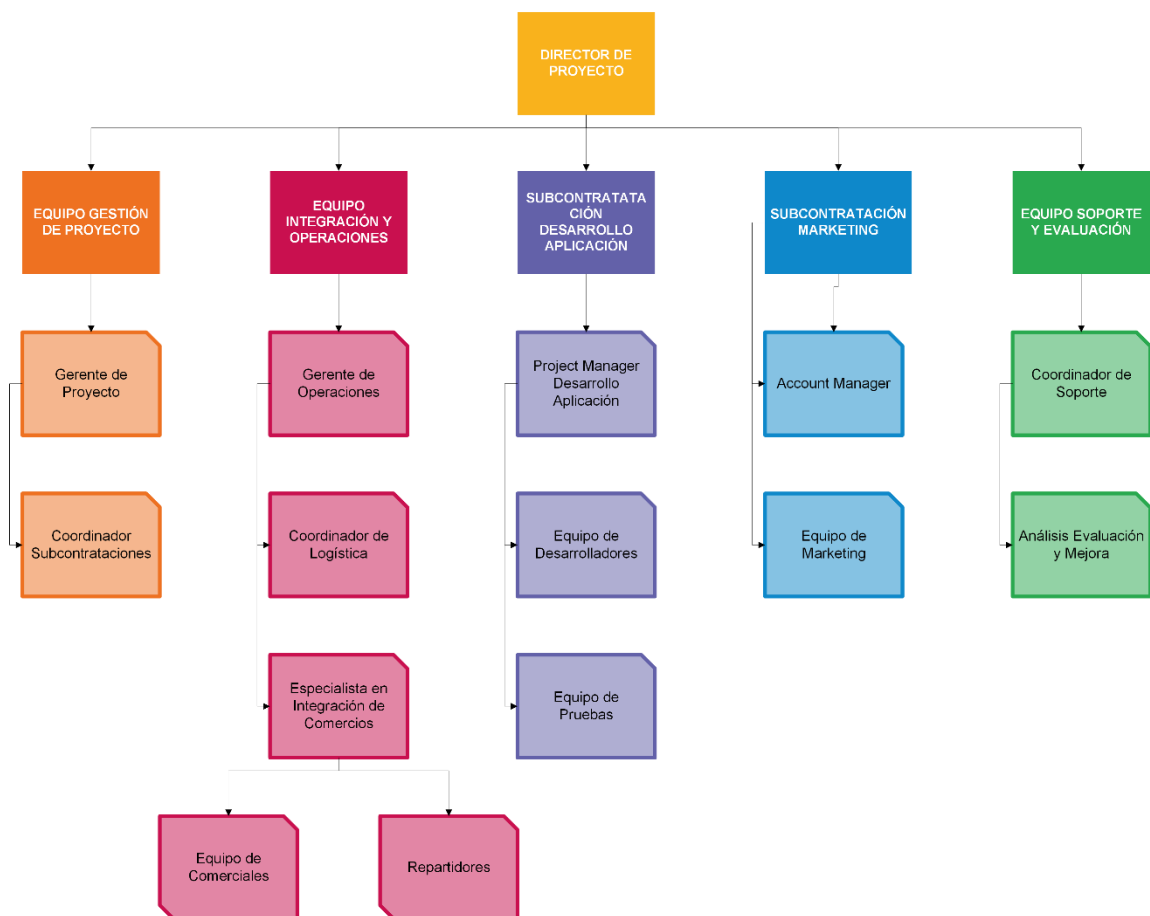 DIRECTOR DE
PROYECTO
EQUIPO GESTIÓN
DE PROYECTO
EQUIPO
INTEGRACIÓN Y
OPERACIONES
SUBCONTRATATA
CIÓN
DESARROLLO
APLICACIÓN
SUBCONTRATACIÓN
MARKETING
EQUIPO SOPORTE
Y EVALUACIÓN
Gerente de
Proyecto
Gerente de
Operaciones
Project Manager
Desarrollo
Aplicación
Account Manager
Coordinador de
Soporte
Coordinador
Subcontrataciones
Coordinador de
Logística
Equipo de
Desarrolladores
Equipo de
Marketing
Análisis Evaluación
y Mejora
Especialista en
Integración de
Comercios
Equipo de
Pruebas
Equipo de
Comerciales
Repartidores